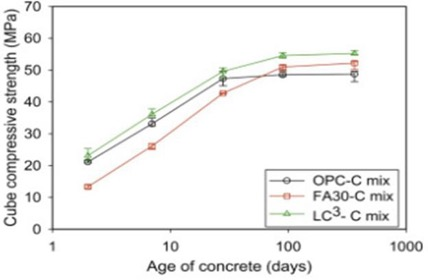 Cube compressive strength (MPa)
70
60
50
40
30
20
10
0
1
10
100
1000
Age of concrete (days)
OPC-C mix
FA30-C mix
LC³- C mix